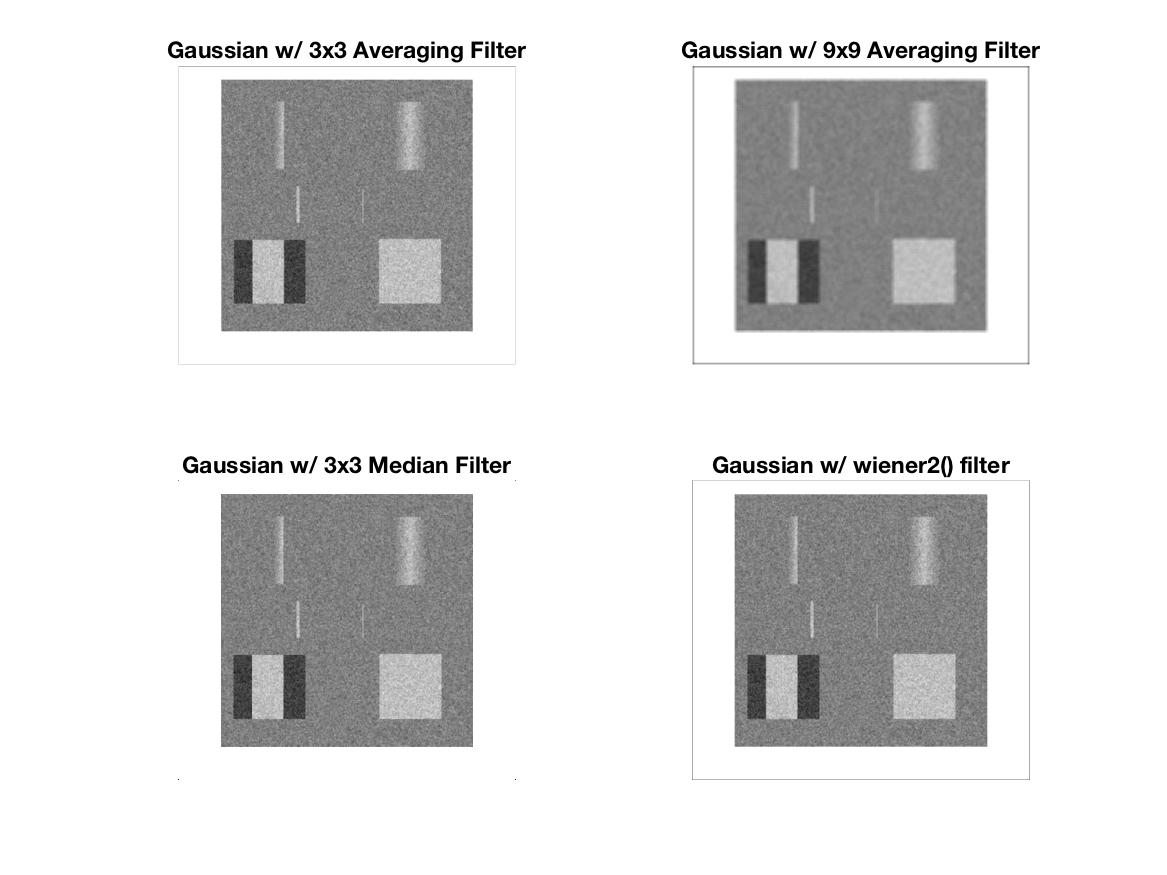 Gaussian w/ 3x3 Averaging Filter
Gaussian w/ 9x9 Averaging Filter
Gaussian w/ 3x3 Median Filter
Gaussian w/ wiener2() filter